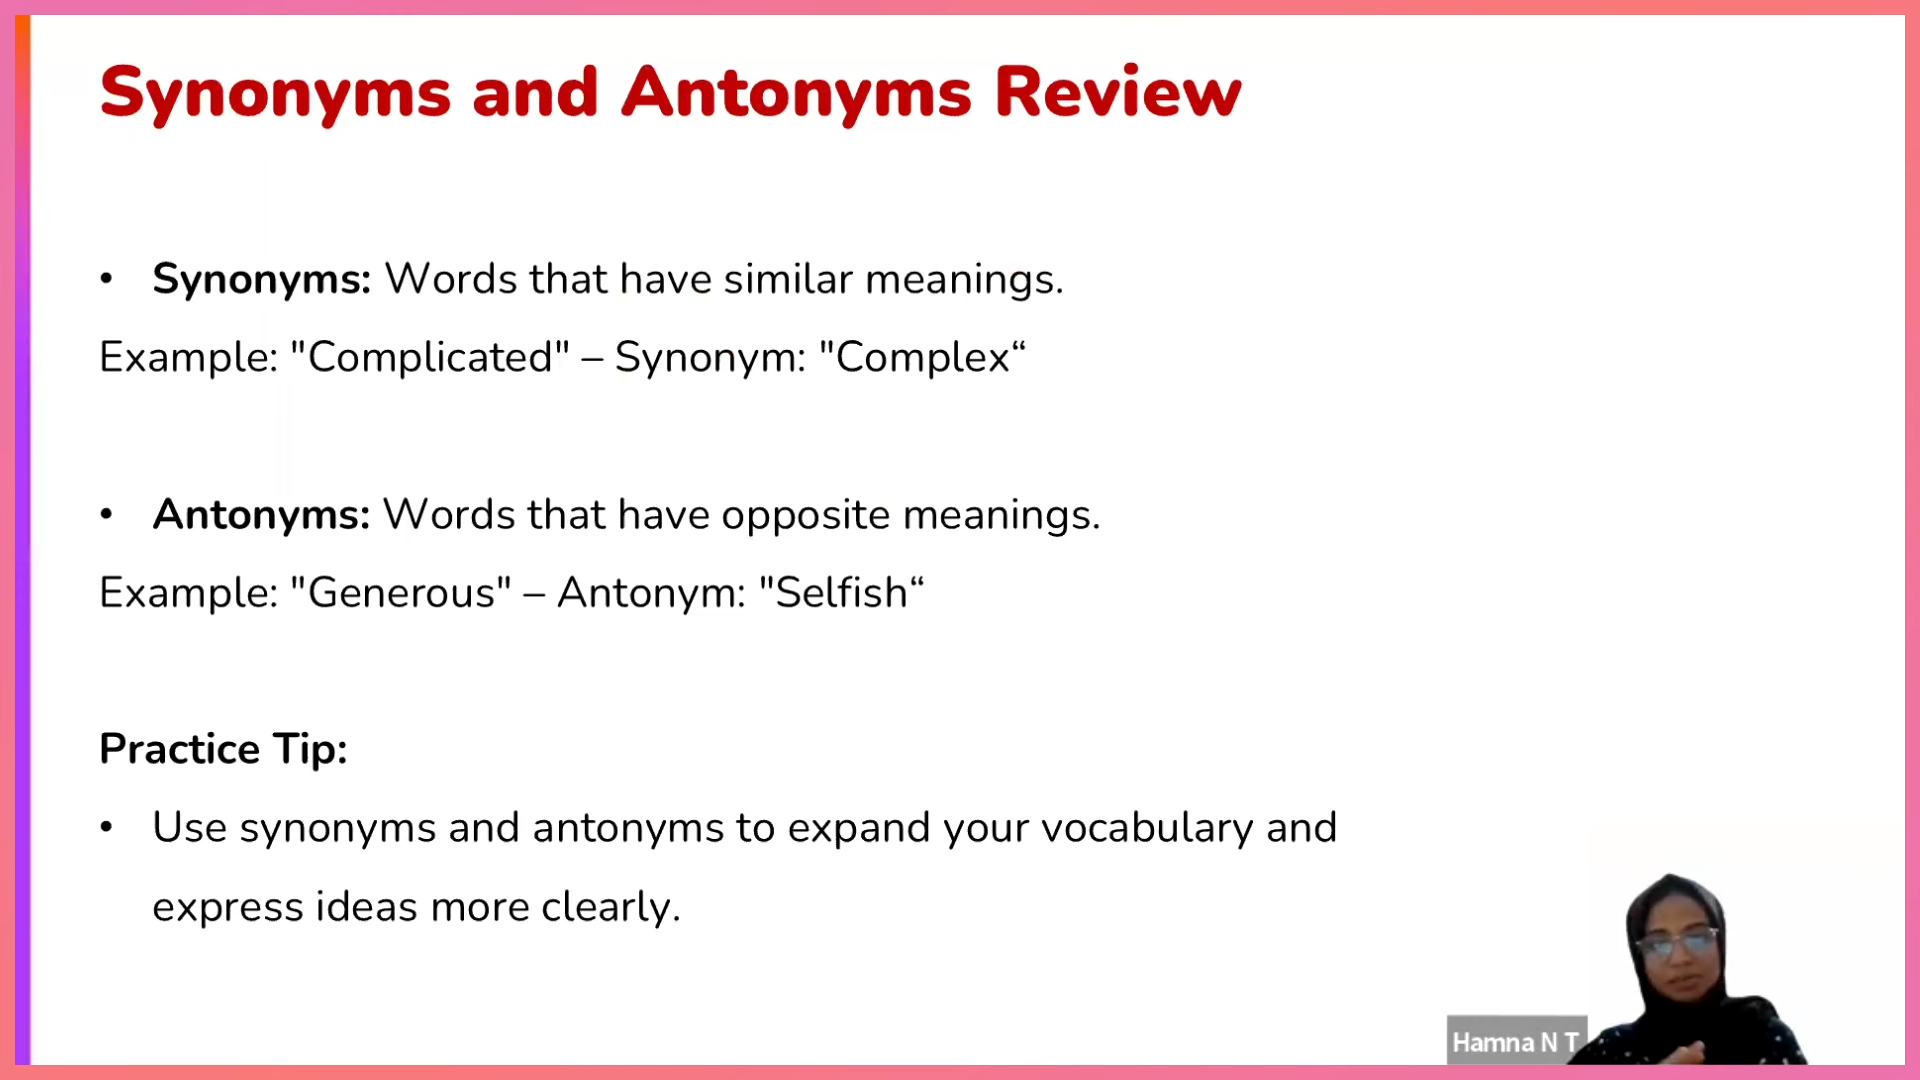 Synonyms and Antonyms Review
• Synonyms: Words that have similar meanings.
Example: "Complicated" – Synonym: "Complex“
• Antonyms: Words that have opposite meanings.
Example: "Generous" – Antonym: "Selfish“
Practice Tip:
• Use synonyms and antonyms to expand your vocabulary and
express ideas more clearly.
Hamna N T